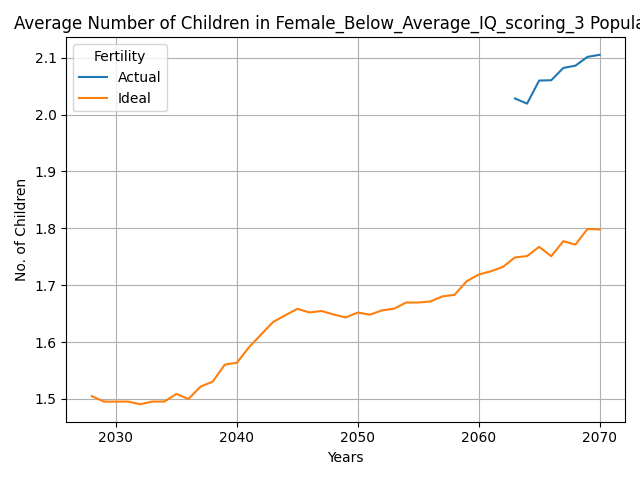 Average Number of Children in Female_Below_Average_IQ_scoring_3 Popula
Fertility
Actual
Ideal
2.1
2.0
1.9
1.8
1.7
1.6
1.5
No. of Children
2030 2040 2050 2060 2070
Years